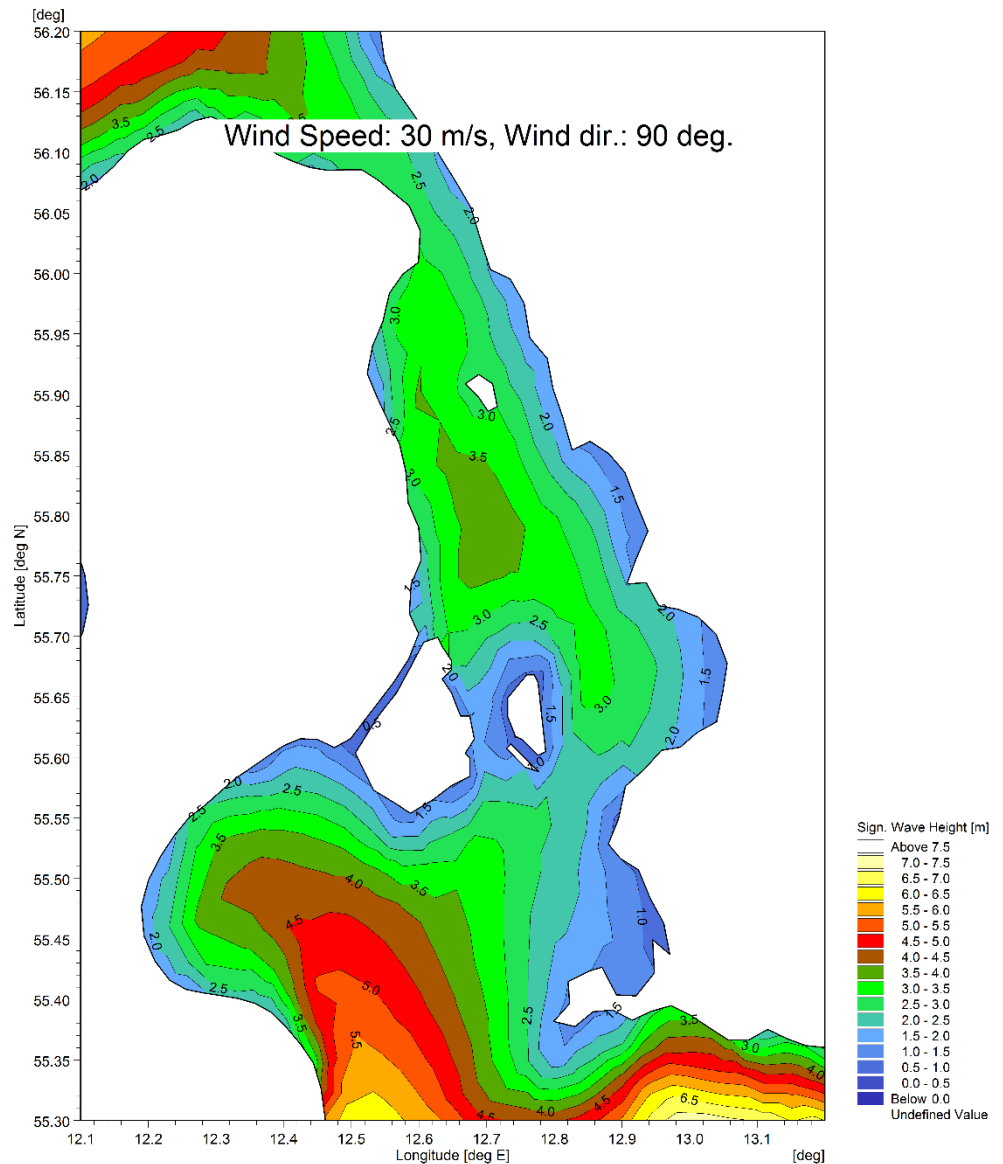 [deg]
56.20
56.15
56.10
56.05
56.00
55.95
55.90
55.85
55.80
55.75
55.70
55.65
55.60
55.55
55.50
55.45
55.40
55.35
55.30
Latitude [deg N]
Wind Speed: 30 m/s, Wind dir.: 90 deg.
3.5
2.5
2.0
2.5
2.0
3.0
3.0
2.0
2.5
3.5
3.0
1.5
1.5
3.0
2.5
2.0
2.0
1.5
3.0
1.5
0.5
2.0
1.0
2.0
2.5
2.5
1.5
3.5
4.0
3.5
4.5
1.0
2.0
5.0
2.5
1.5
3.5
5.5
2.5
3.5
3.0
4.0
4.5
4.0
4.5
6.5
12.1 12.2 12.3 12.4 12.5 12.6 12.7 12.8 12.9 13.0 13.1
Longitude [deg E]
[deg]
Sign. Wave Height [m]
Above 7.5
7.0 - 7.5
6.5 - 7.0
6.0 - 6.5
5.5 - 6.0
5.0 - 5.5
4.5 - 5.0
4.0 - 4.5
3.5 - 4.0
3.0 - 3.5
2.5 - 3.0
2.0 - 2.5
1.5 - 2.0
1.0 - 1.5
0.5 - 1.0
0.0 - 0.5
Below 0.0
Undefined Value